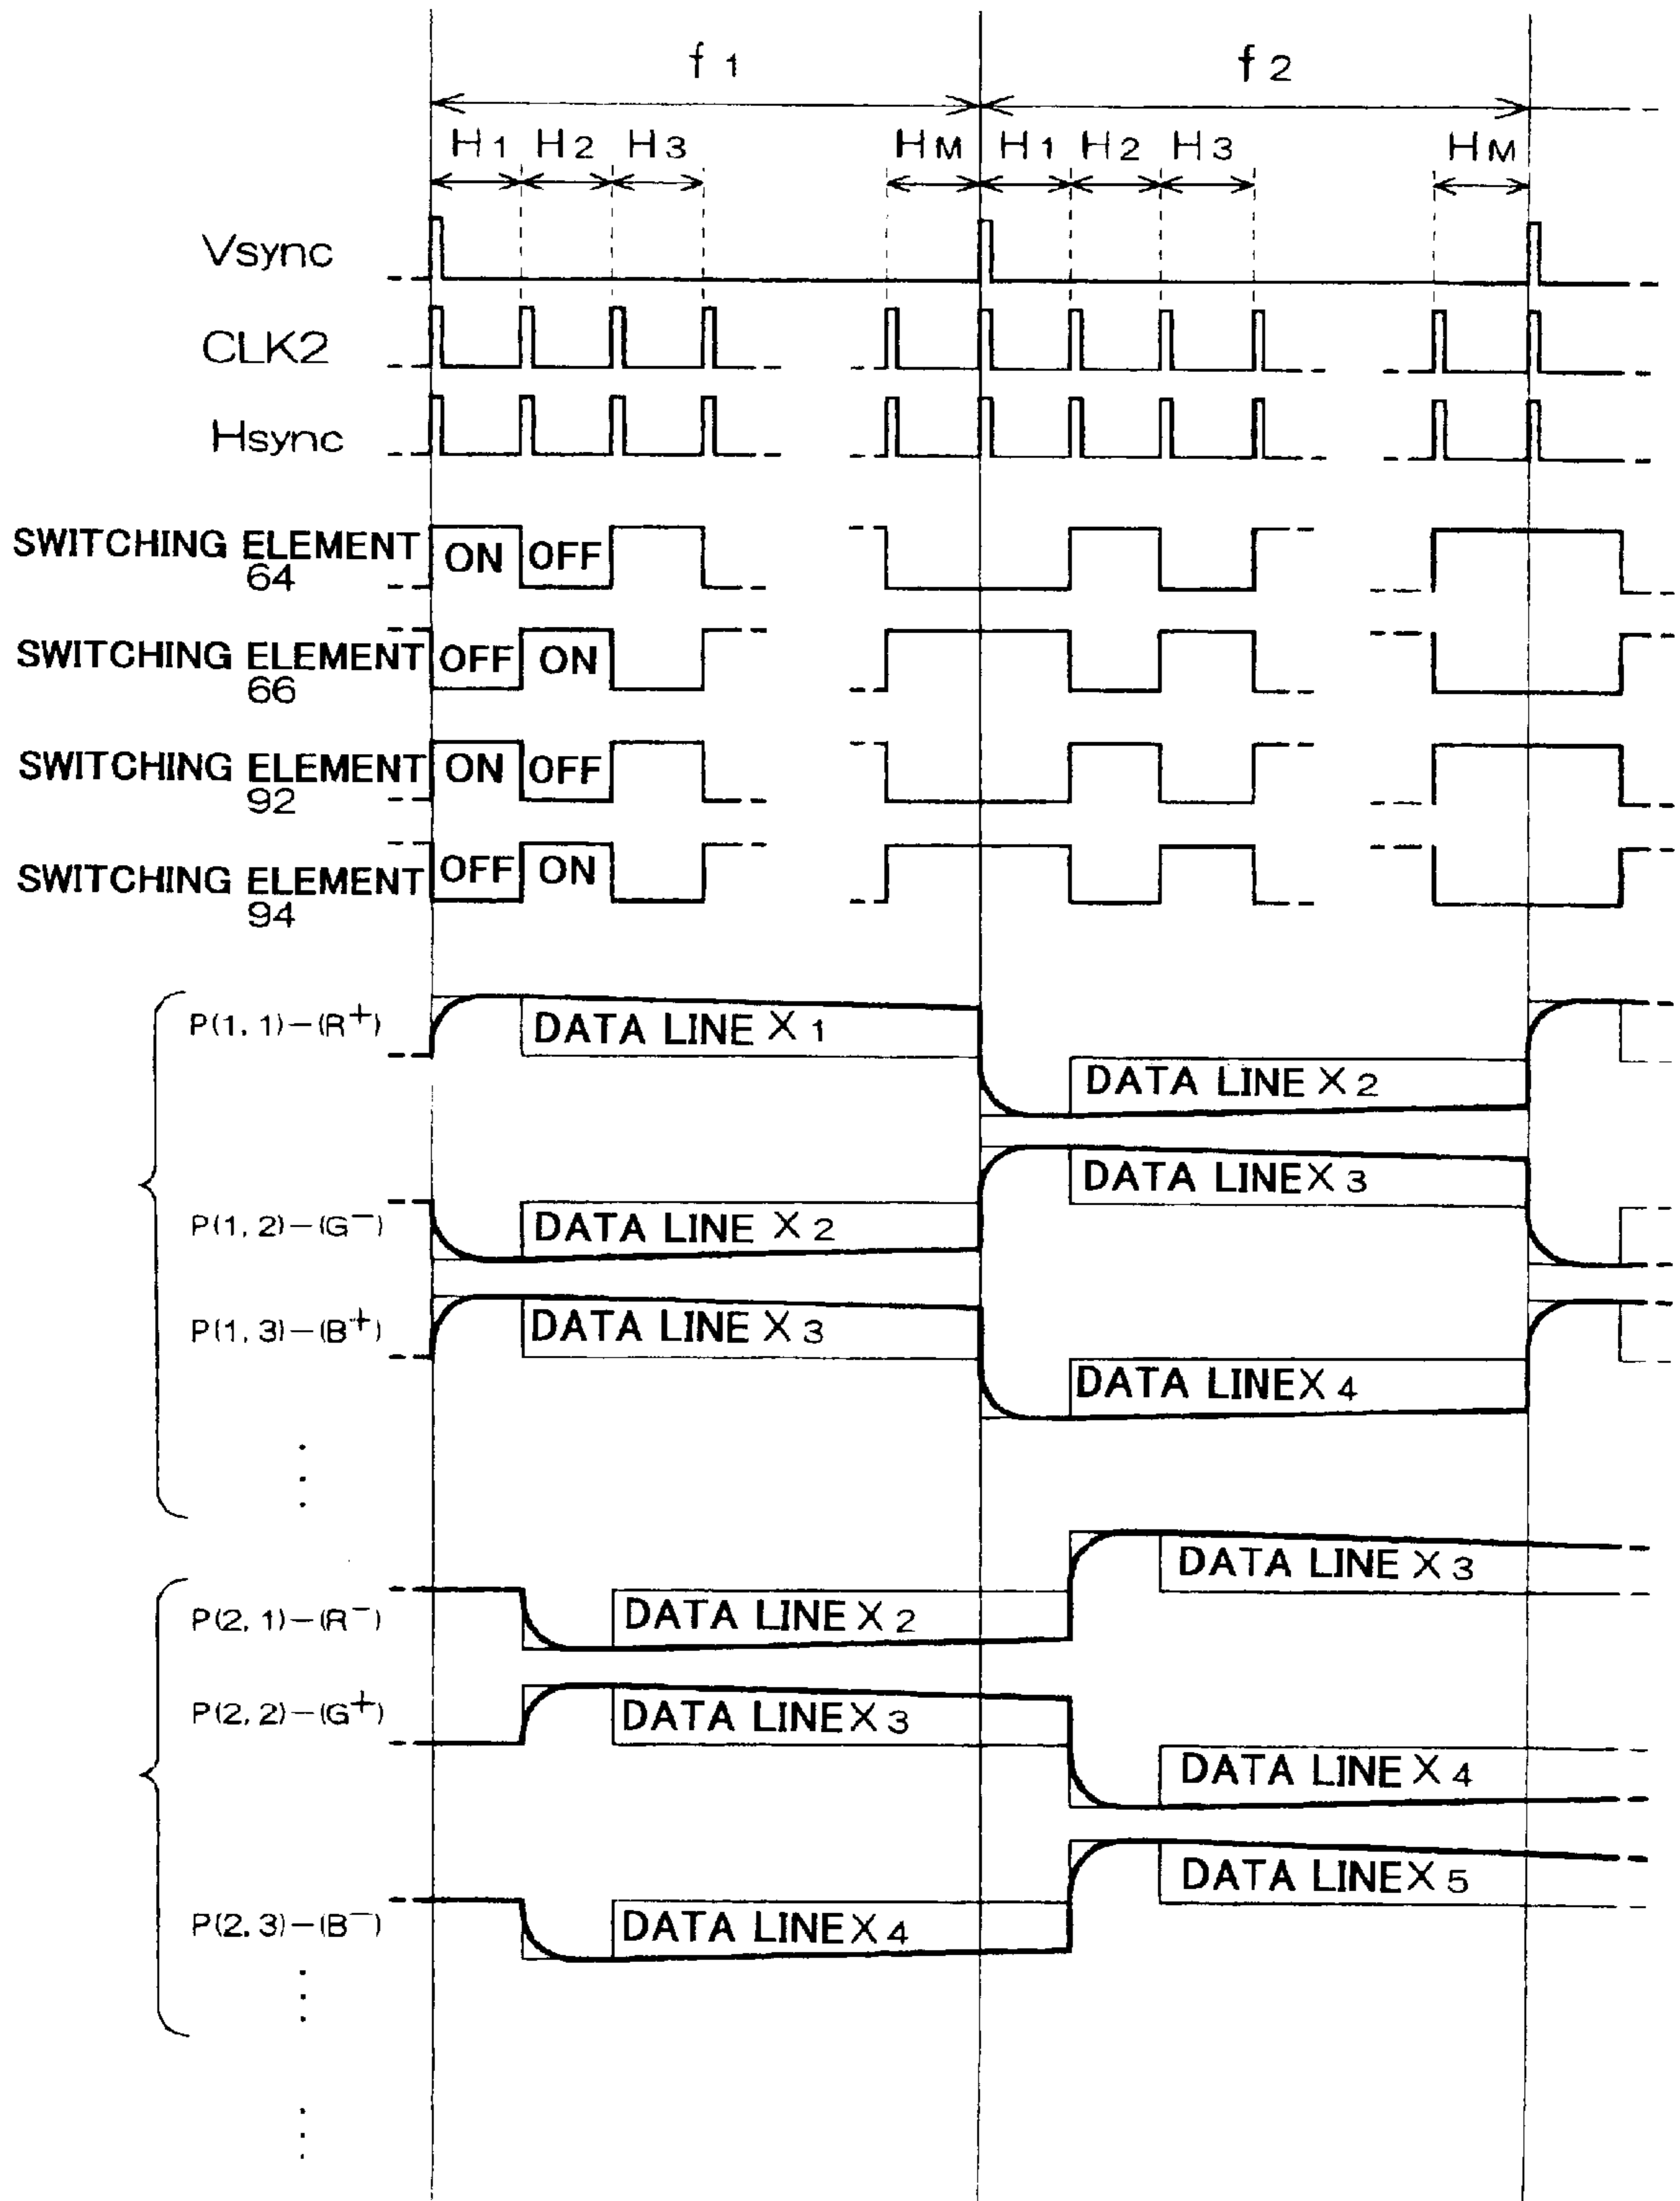 f 1 f 2
H1 H2 H3 HM H1 H2 H3 HM
Vsync
CLK2
Hsync
SWITCHING ELEMENT 64 ON OFF
SWITCHING ELEMENT 66 OFF ON
SWITCHING ELEMENT 92 ON OFF
SWITCHING ELEMENT 94 OFF ON
P(1,1)-(R+) DATA LINE X1
DATA LINE X2
DATA LINE X3
P(1,2)-(G-) DATA LINE X2
P(1,3)-(B+) DATA LINE X3
DATA LINE X4
DATA LINE X3
P(2,1)-(R-) DATA LINE X2
P(2,2)-(G+) DATA LINE X3
DATA LINE X4
DATA LINE X5
P(2,3)-(B-) DATA LINE X4